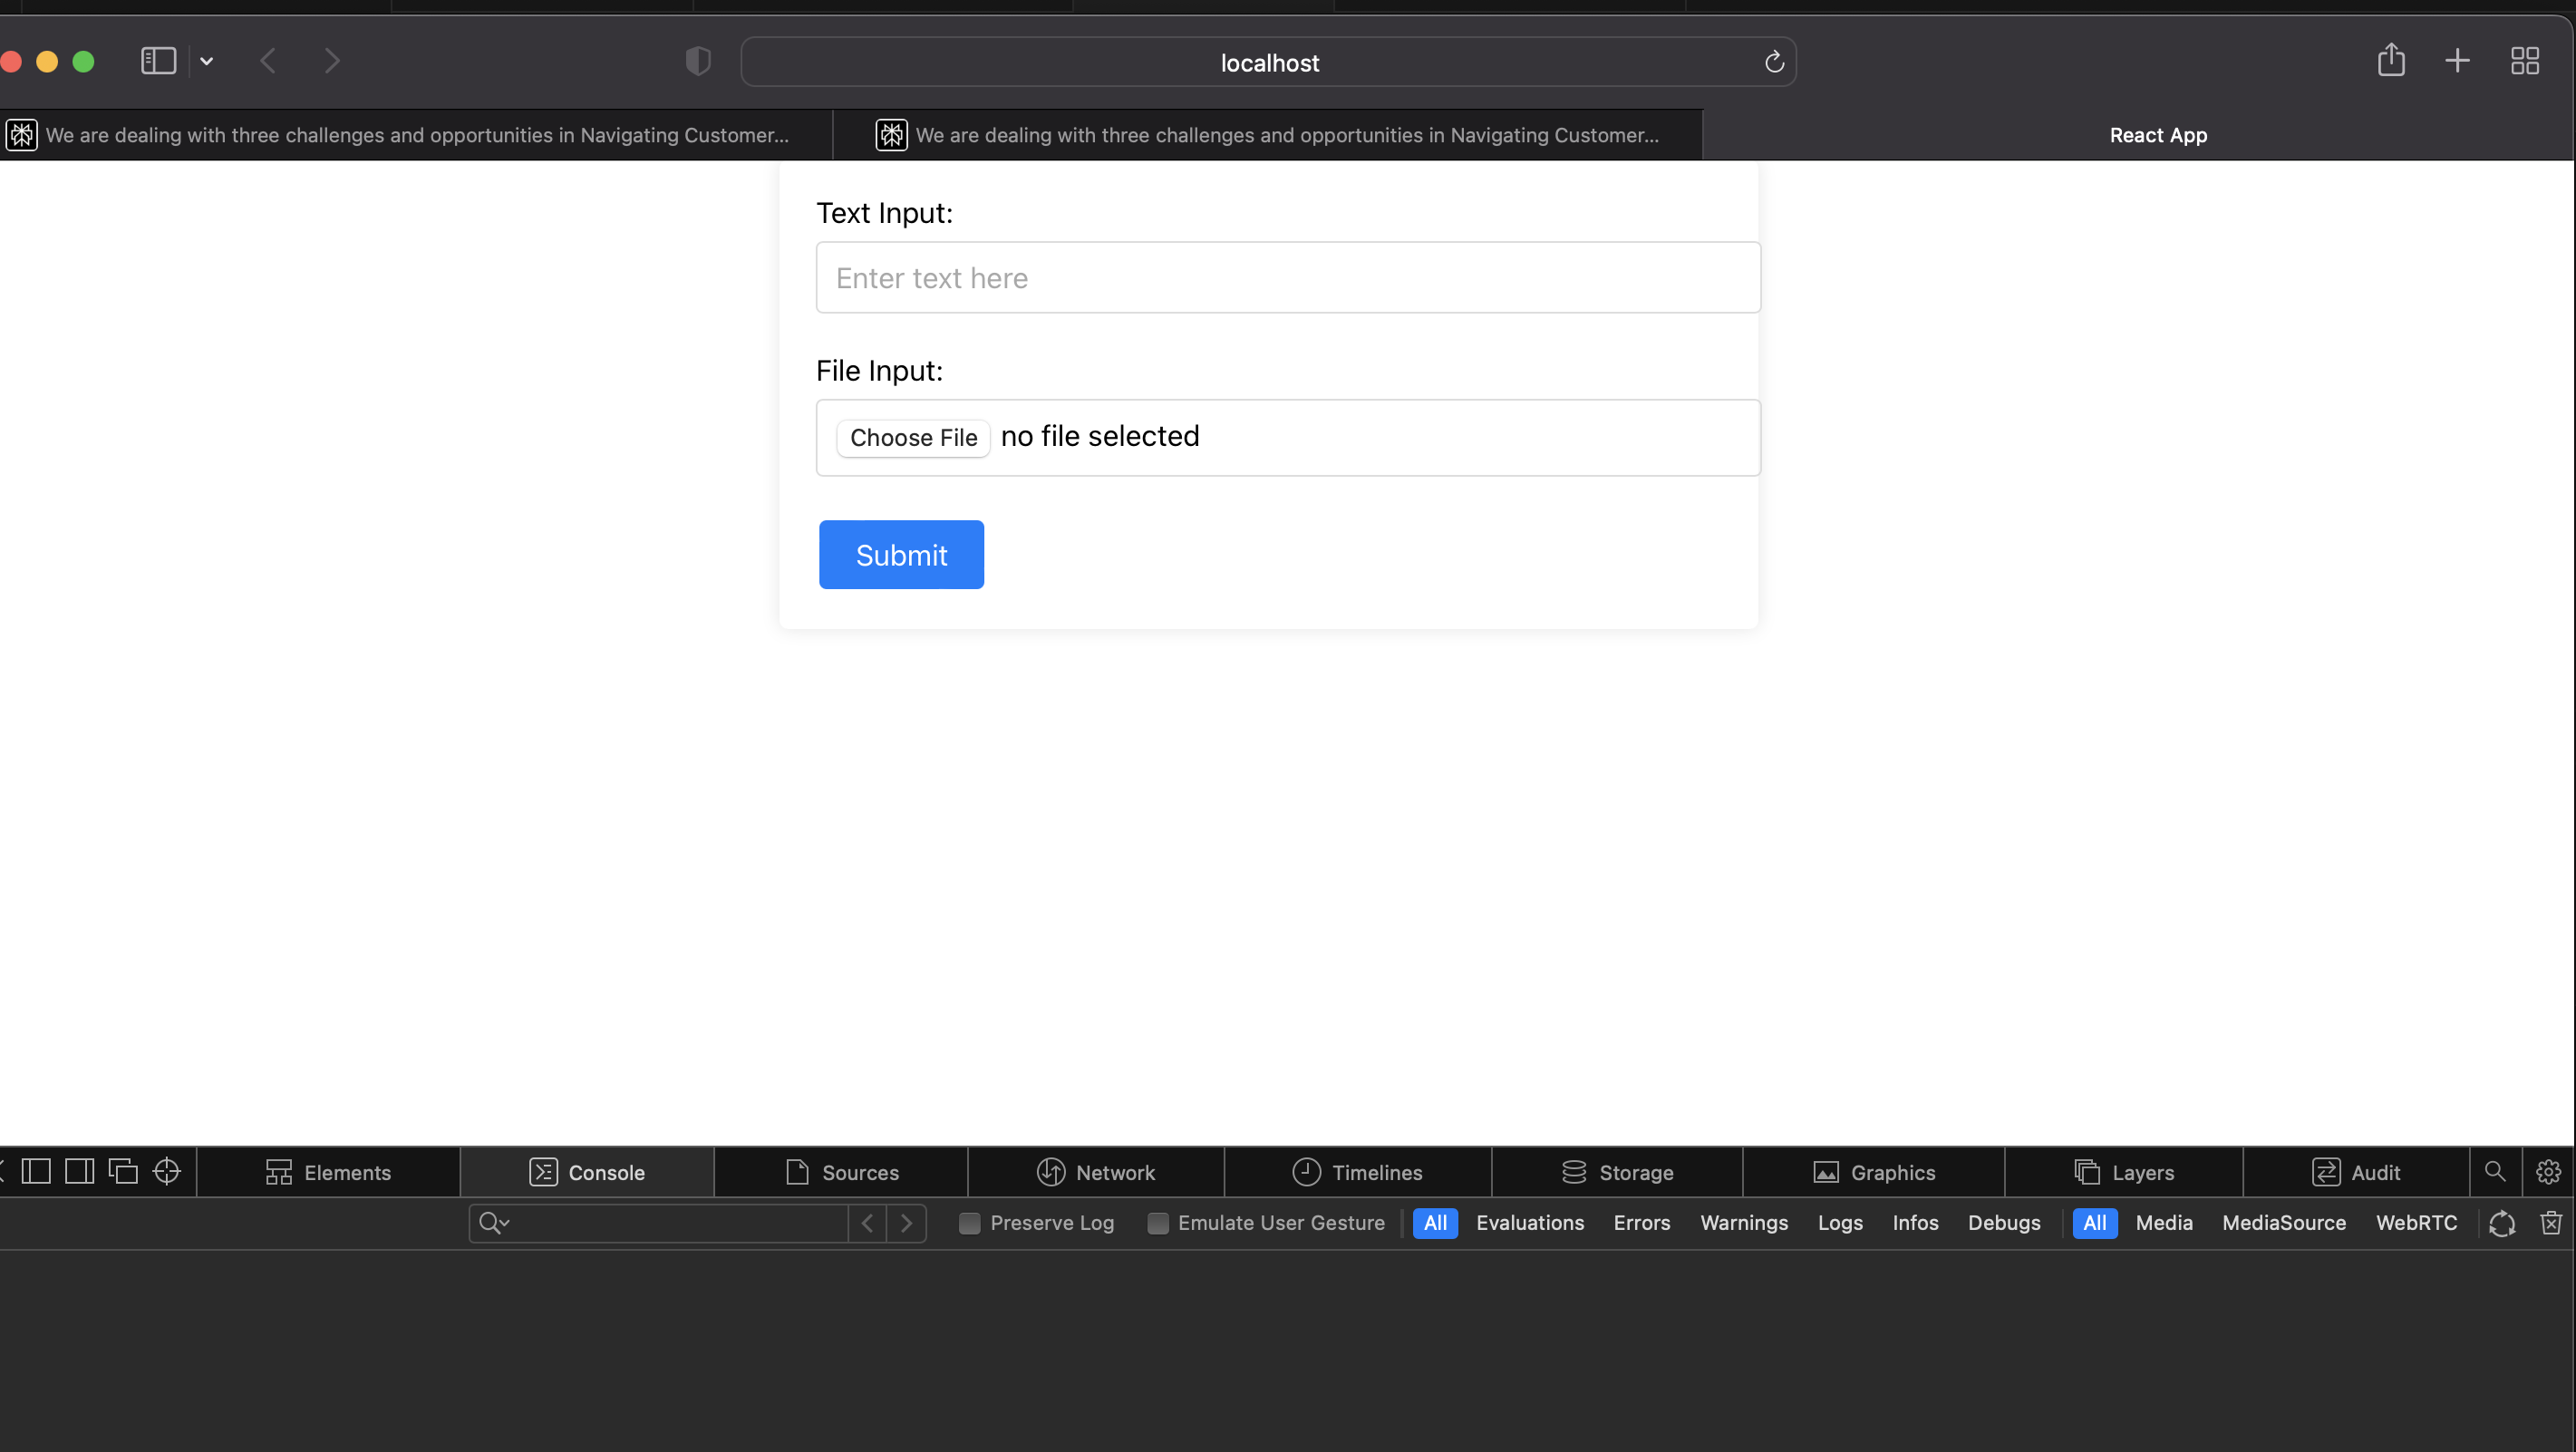 localhost
We are dealing with three challenges and opportunities in Navigating Customer...
We are dealing with three challenges and opportunities in Navigating Customer...
React App
Text Input:
Enter text here
File Input:
Choose File no file selected
Submit
Elements
Console
Sources
Network
Timelines
Storage
Graphics
Layers
Audit
Preserve Log
Emulate User Gesture
All
Evaluations
Errors
Warnings
Logs
Infos
Debugs
All
Media
MediaSource
WebRTC